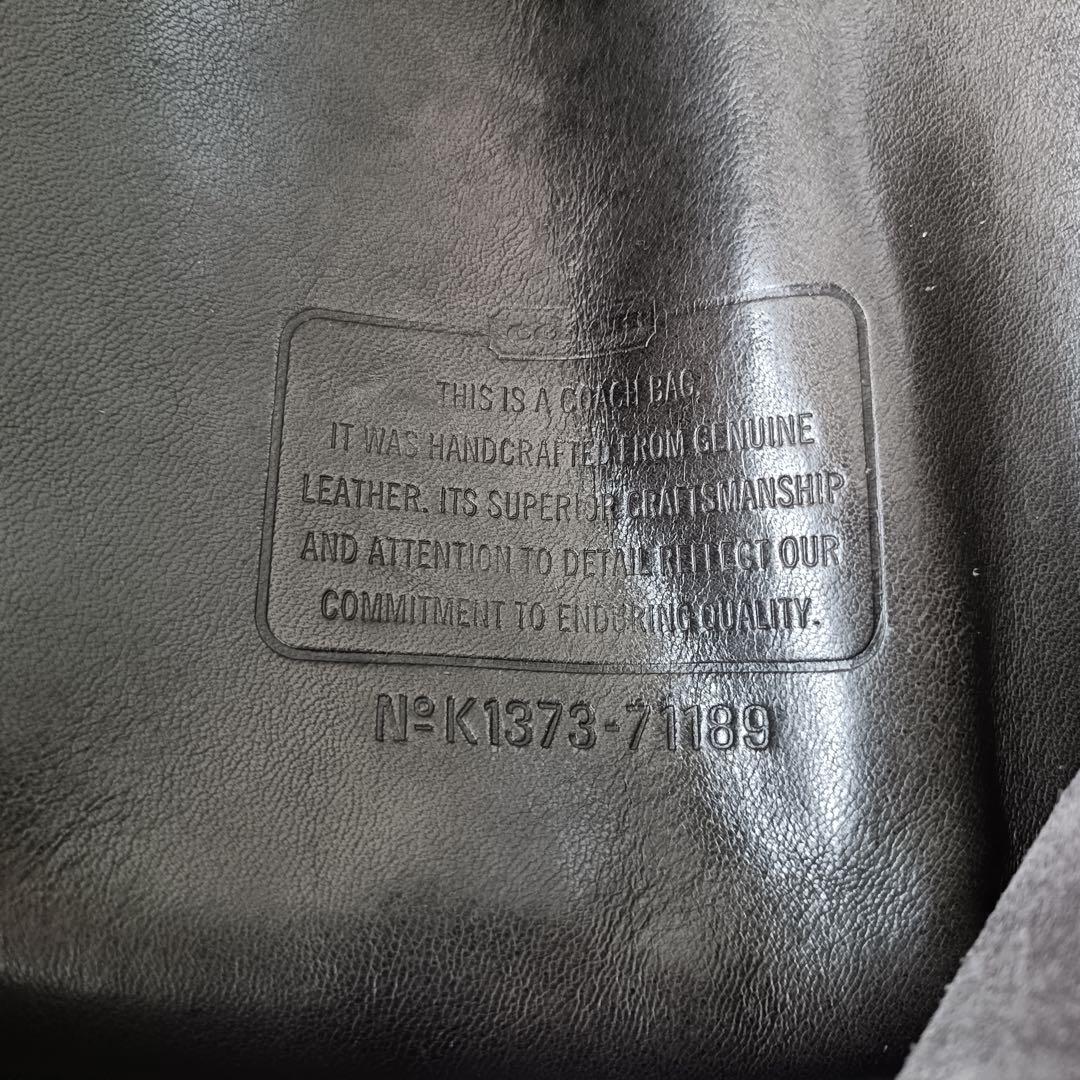 COACH
THIS IS A COACH BAG.
IT WAS HANDCRAFTED FROM GENUINE
LEATHER. ITS SUPERIOR CRAFTSMANSHIP
AND ATTENTION TO DETAIL REFLECT OUR
COMMITMENT TO ENDURING QUALITY.
NºK1373-71189